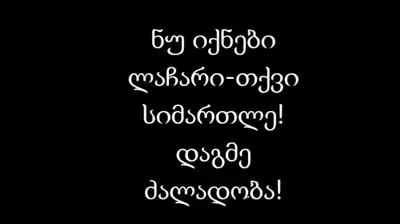 ნუ იქნები
ლაჩარი-თქვი
სიმართლე!
დაგმე
ძალადობა!